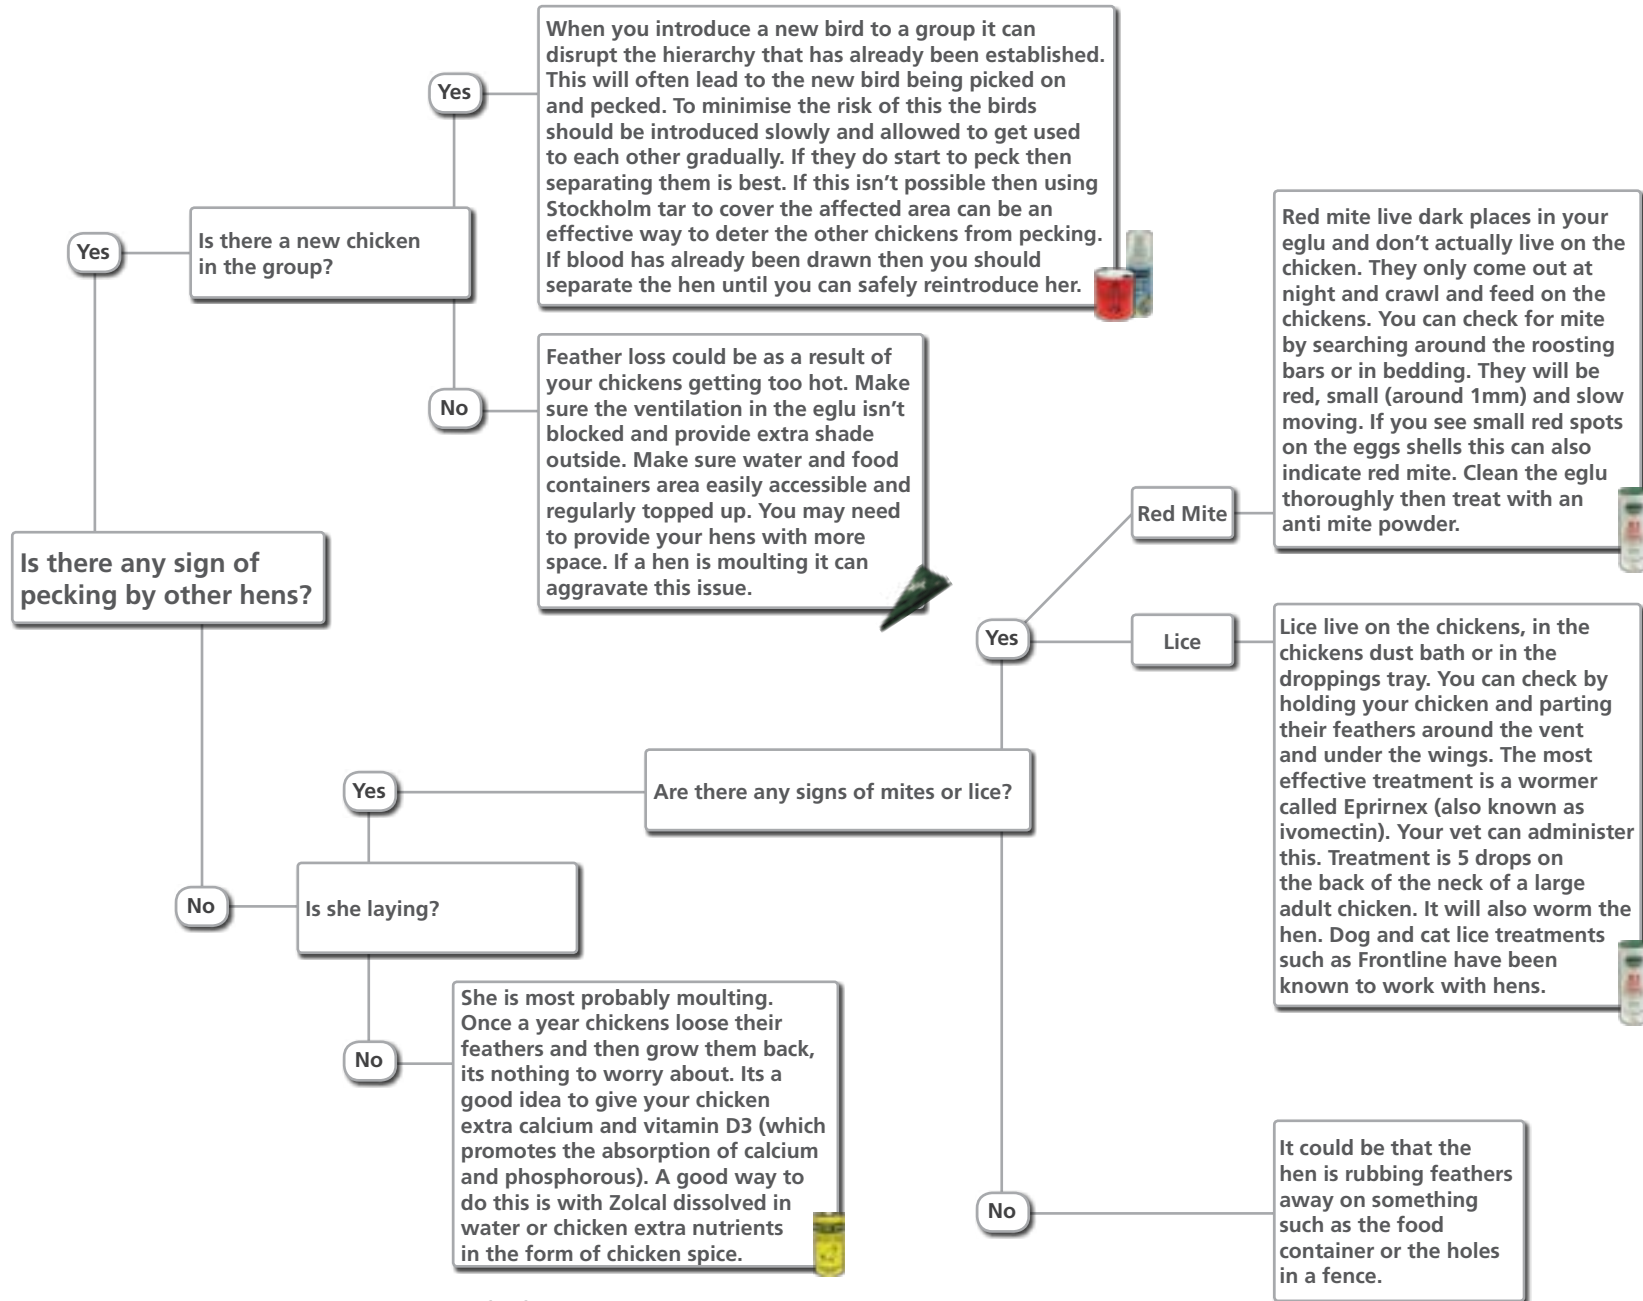 Is there any sign of
pecking by other hens?
Yes
Is there a new chicken
in the group?
Yes
When you introduce a new bird to a group it can
disrupt the hierarchy that has already been established.
This will often lead to the new bird being picked on
and pecked. To minimise the risk of this the birds
should be introduced slowly and allowed to get used
to each other gradually. If they do start to peck then
separating them is best. If this isn't possible then using
Stockholm tar to cover the affected area can be an
effective way to deter the other chickens from pecking.
If blood has already been drawn then you should
separate the hen until you can safely reintroduce her.
No
Feather loss could be as a result of
your chickens getting too hot. Make
sure the ventilation in the eglu isn't
blocked and provide extra shade
outside. Make sure water and food
containers area easily accessible and
regularly topped up. You may need
to provide your hens with more
space. If a hen is moulting it can
aggravate this issue.
No
Is she laying?
Yes
Are there any signs of mites or lice?
Yes
Red Mite
Red mite live dark places in your
eglu and don't actually live on the
chicken. They only come out at
night and crawl and feed on the
chickens. You can check for mite
by searching around the roosting
bars or in bedding. They will be
red, small (around 1mm) and slow
moving. If you see small red spots
on the eggs shells this can also
indicate red mite. Clean the eglu
thoroughly then treat with an
anti mite powder.
Lice
Lice live on the chickens, in the
chickens dust bath or in the
droppings tray. You can check by
holding your chicken and parting
their feathers around the vent
and under the wings. The most
effective treatment is a wormer
called Eprirnex (also known as
ivomectin). Your vet can administer
this. Treatment is 5 drops on
the back of the neck of a large
adult chicken. It will also worm the
hen. Dog and cat lice treatments
such as Frontline have been
known to work with hens.
No
It could be that the
hen is rubbing feathers
away on something
such as the food
container or the holes
in a fence.
No
She is most probably moulting.
Once a year chickens loose their
feathers and then grow them back,
its nothing to worry about. Its a
good idea to give your chicken
extra calcium and vitamin D3 (which
promotes the absorption of calcium
and phosphorous). A good way to
do this is with Zolcal dissolved in
water or chicken extra nutrients
in the form of chicken spice.